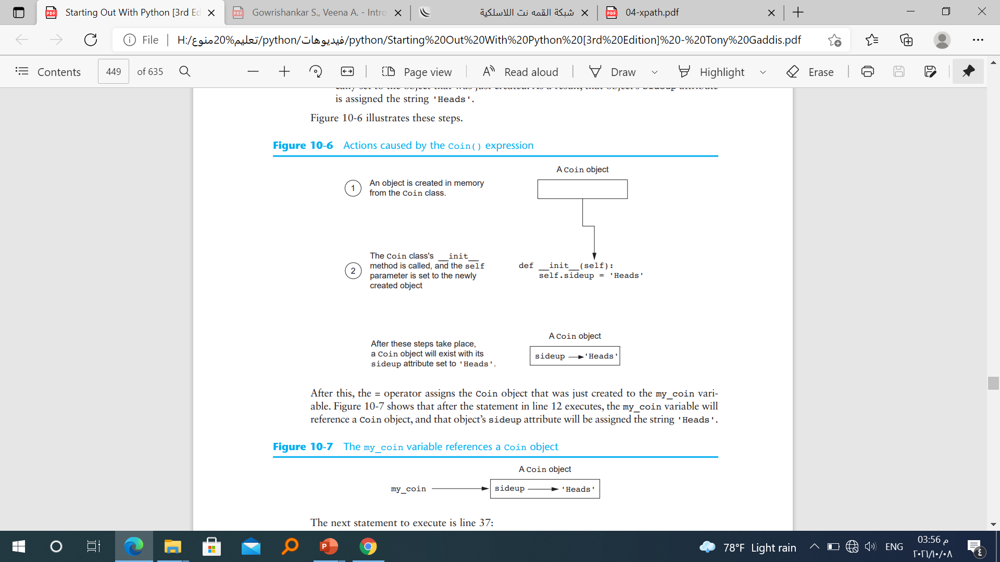 Starting Out With Python [3rd Ed
Gowrishankar S., Veena A. - Intro
شبكة القمه نت اللاسلكية
04-xpath.pdf
File
H:/تعليم%20منوع/python/فيديوهات/python/Starting%20Out%20With%20Python%20[3rd%20Edition]%20-%20Tony%20Gaddis.pdf
Contents
449
of 635
Page view
Read aloud
Draw
Highlight
Erase
is assigned the string 'Heads'.
Figure 10-6 illustrates these steps.
Figure 10-6 Actions caused by the Coin() expression
A Coin object
1
An object is created in memory
from the Coin class.
2
The Coin class's __init__
method is called, and the self
parameter is set to the newly
created object
def __init__(self):
self.sideup = 'Heads'
After these steps take place,
a Coin object will exist with its
sideup attribute set to 'Heads'.
A Coin object
sideup 'Heads'
After this, the = operator assigns the Coin object that was just created to the my_coin vari-
able. Figure 10-7 shows that after the statement in line 12 executes, the my_coin variable will
reference a Coin object, and that object's sideup attribute will be assigned the string 'Heads'.
Figure 10-7 The my_coin variable references a Coin object
A Coin object
my_coin
sideup 'Heads'
The next statement to execute is line 37:
78°F Light rain
ENG
03:56 م
٢٠٢١/١٠/٠٨
٤